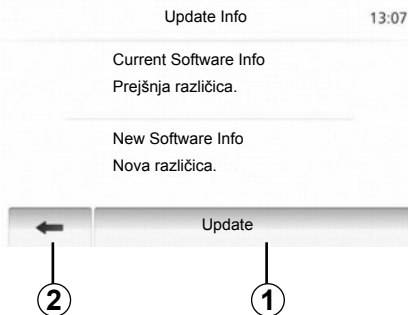 Update Info 13:07
Current Software Info
Prejšnja različica.
New Software Info
Nova različica.
Update
2 1